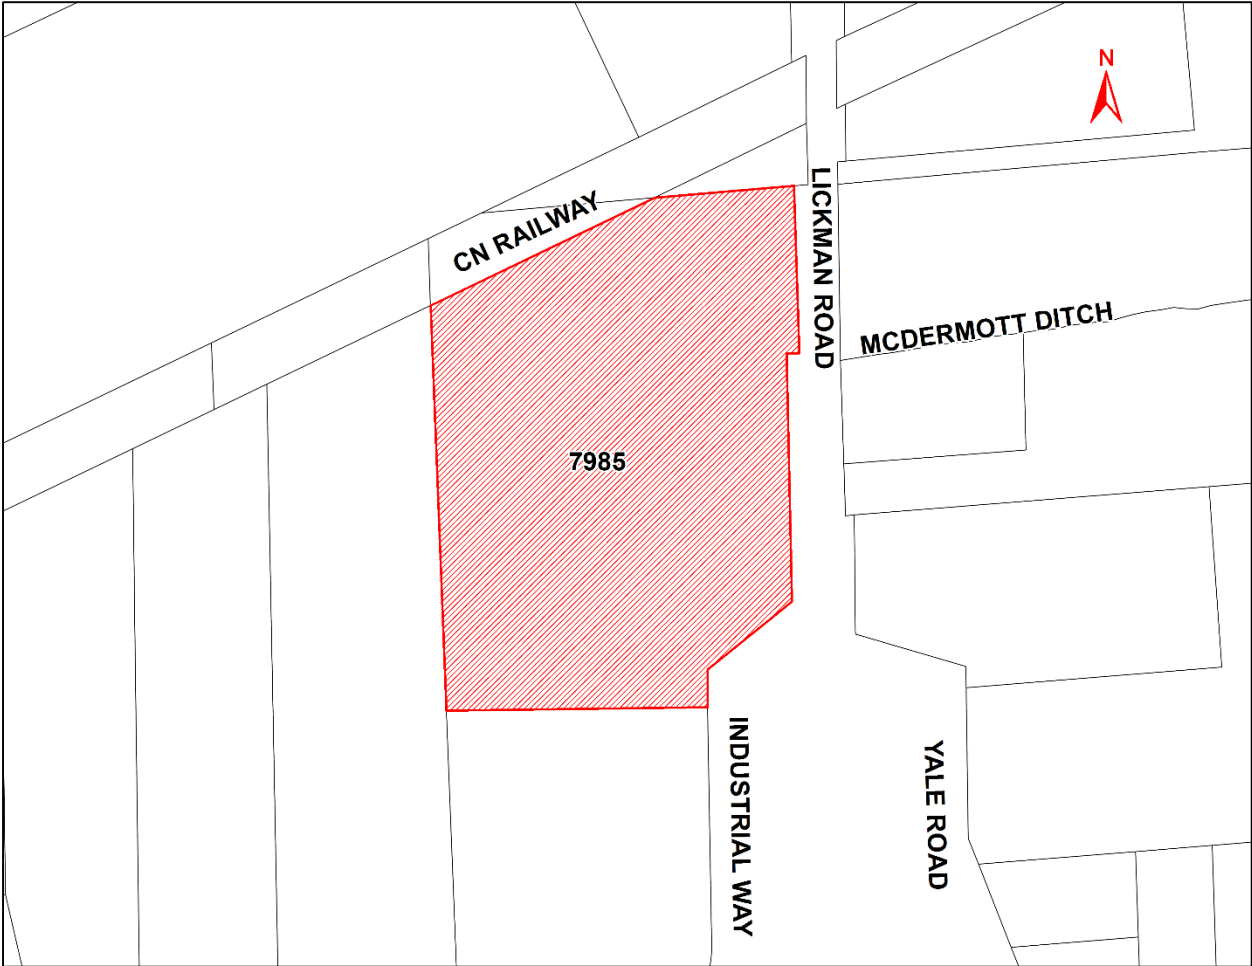 N
CN RAILWAY
LICKMAN ROAD
MCDERMOTT DITCH
7985
INDUSTRIAL WAY
YALE ROAD